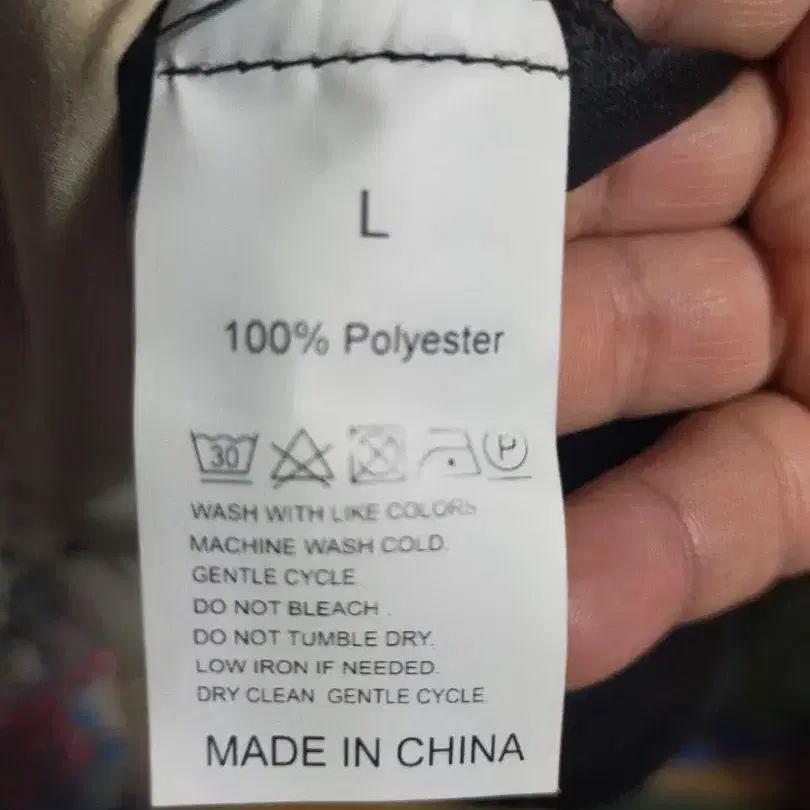 L
100% Polyester
30 P
WASH WITH LIKE COLORS
MACHINE WASH COLD.
GENTLE CYCLE
DO NOT BLEACH .
DO NOT TUMBLE DRY.
LOW IRON IF NEEDED.
DRY CLEAN GENTLE CYCLE
MADE IN CHINA